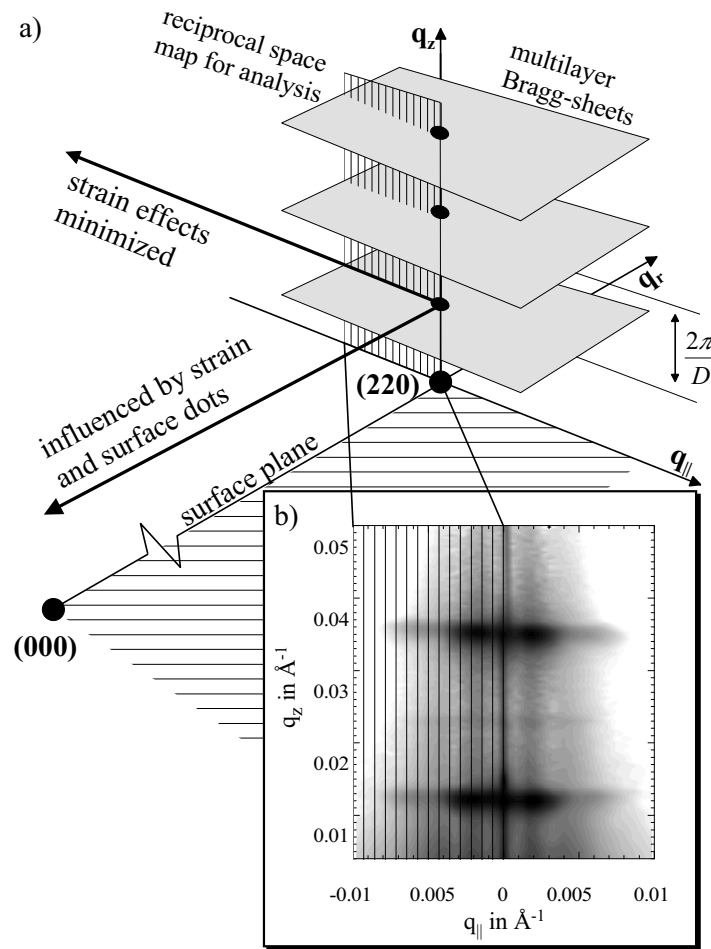 a)
reciprocal space
map for analysis
q_z
multilayer
Bragg-sheets
strain effects
minimized
q_r
2π
D
(220)
influenced by strain
and surface dots
surface plane
q_||
(000)
b)
0.05
0.04
0.03
0.02
0.01
q_z in Å⁻¹
-0.01
0.005
0
0.005
0.01
q_|| in Å⁻¹